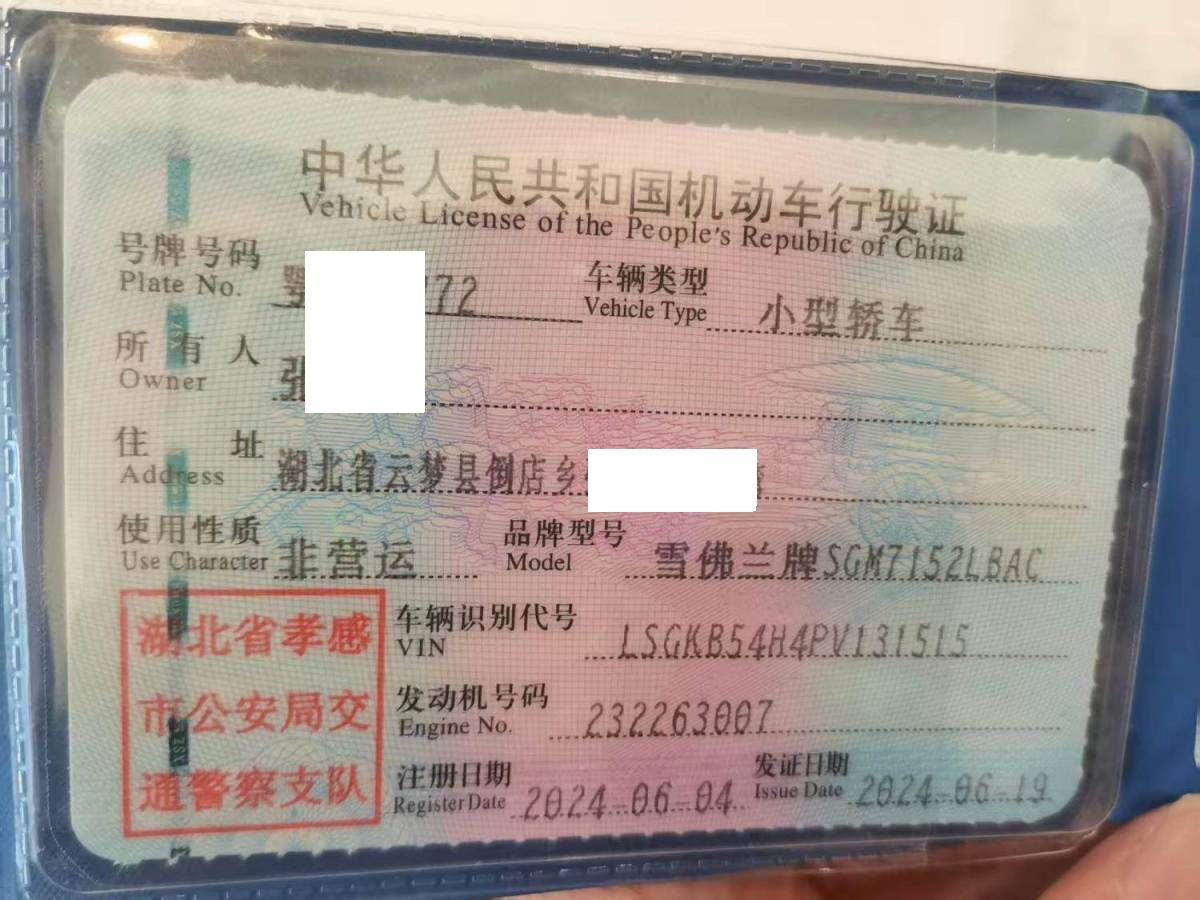 中华人民共和国机动车行驶证
Vehicle License of the People's Republic of China
号牌号码 鄂 772 车辆类型 小型轿车
Plate No. Vehicle Type
所有人 张
Owner
住址 湖北省云梦县倒店乡
Address
使用性质 非营运 品牌型号 雪佛兰牌SGM7152LBAC
Use Character Model
湖北省孝感
市公安局交
通警察支队
车辆识别代号 LSGKB54H4PV131515
VIN
发动机号码 232263007
Engine No.
注册日期 2024-06-04 发证日期 2024-06-19
Register Date Issue Date